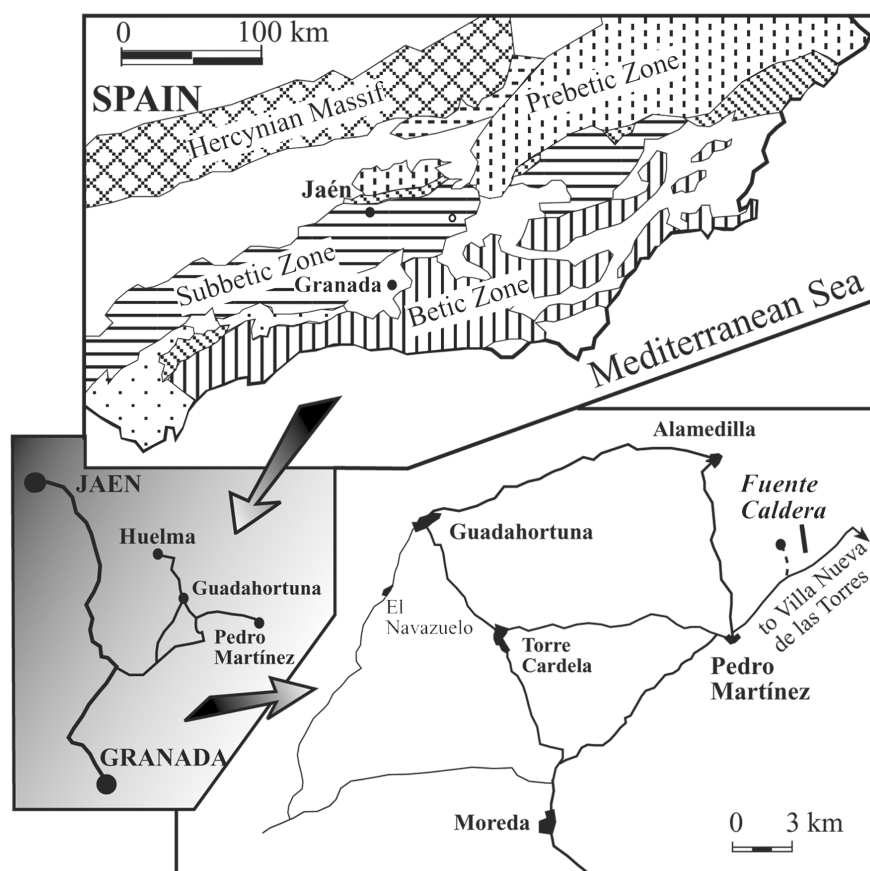 0 100 km
SPAIN
Hercynian Massif
Prebetic Zone
Jaén
Subbetic Zone
Granada
Betic Zone
Mediterranean Sea
JAEN
Huelma
Guadahortuna
Pedro
Martínez
GRANADA
Alamedilla
Fuente
Caldera
Guadahortuna
El
Navazuelo
Torre
Cardela
to Villa Nueva
de las Torres
Pedro
Martínez
Moreda
0 3 km